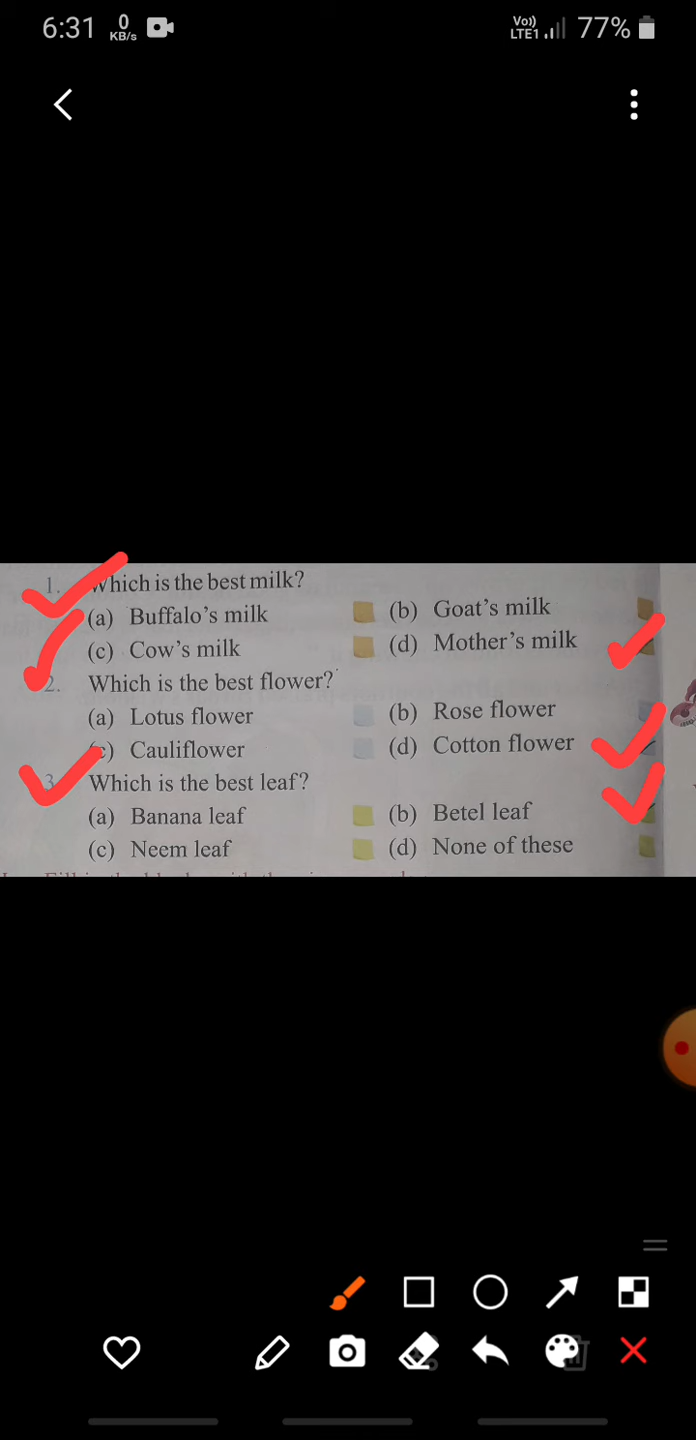 6:31 0 KB/s Vo)) LTE1 77%
1. Which is the best milk?
(a) Buffalo's milk (b) Goat's milk
(c) Cow's milk (d) Mother's milk
2. Which is the best flower?
(a) Lotus flower (b) Rose flower
(c) Cauliflower (d) Cotton flower
3 Which is the best leaf?
(a) Banana leaf (b) Betel leaf
(c) Neem leaf (d) None of these